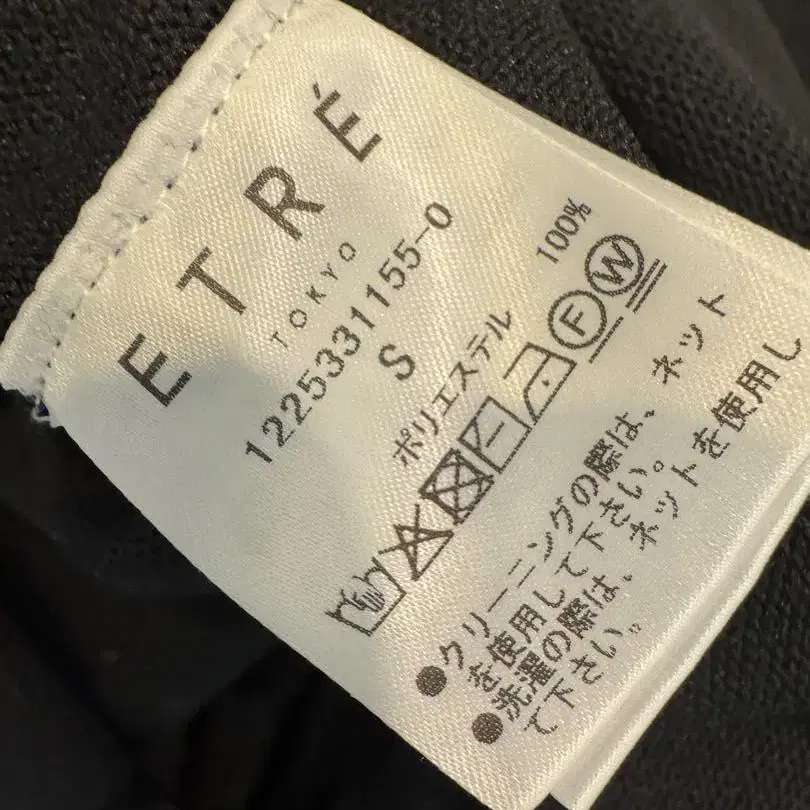 ETRÉ
TOKYO
1225331155-0
S
ポリエステル 100%
F W
●クリーニングの際は、ネット
を使用して下さい。
●洗濯の際は、ネットを使用し
て下さい。